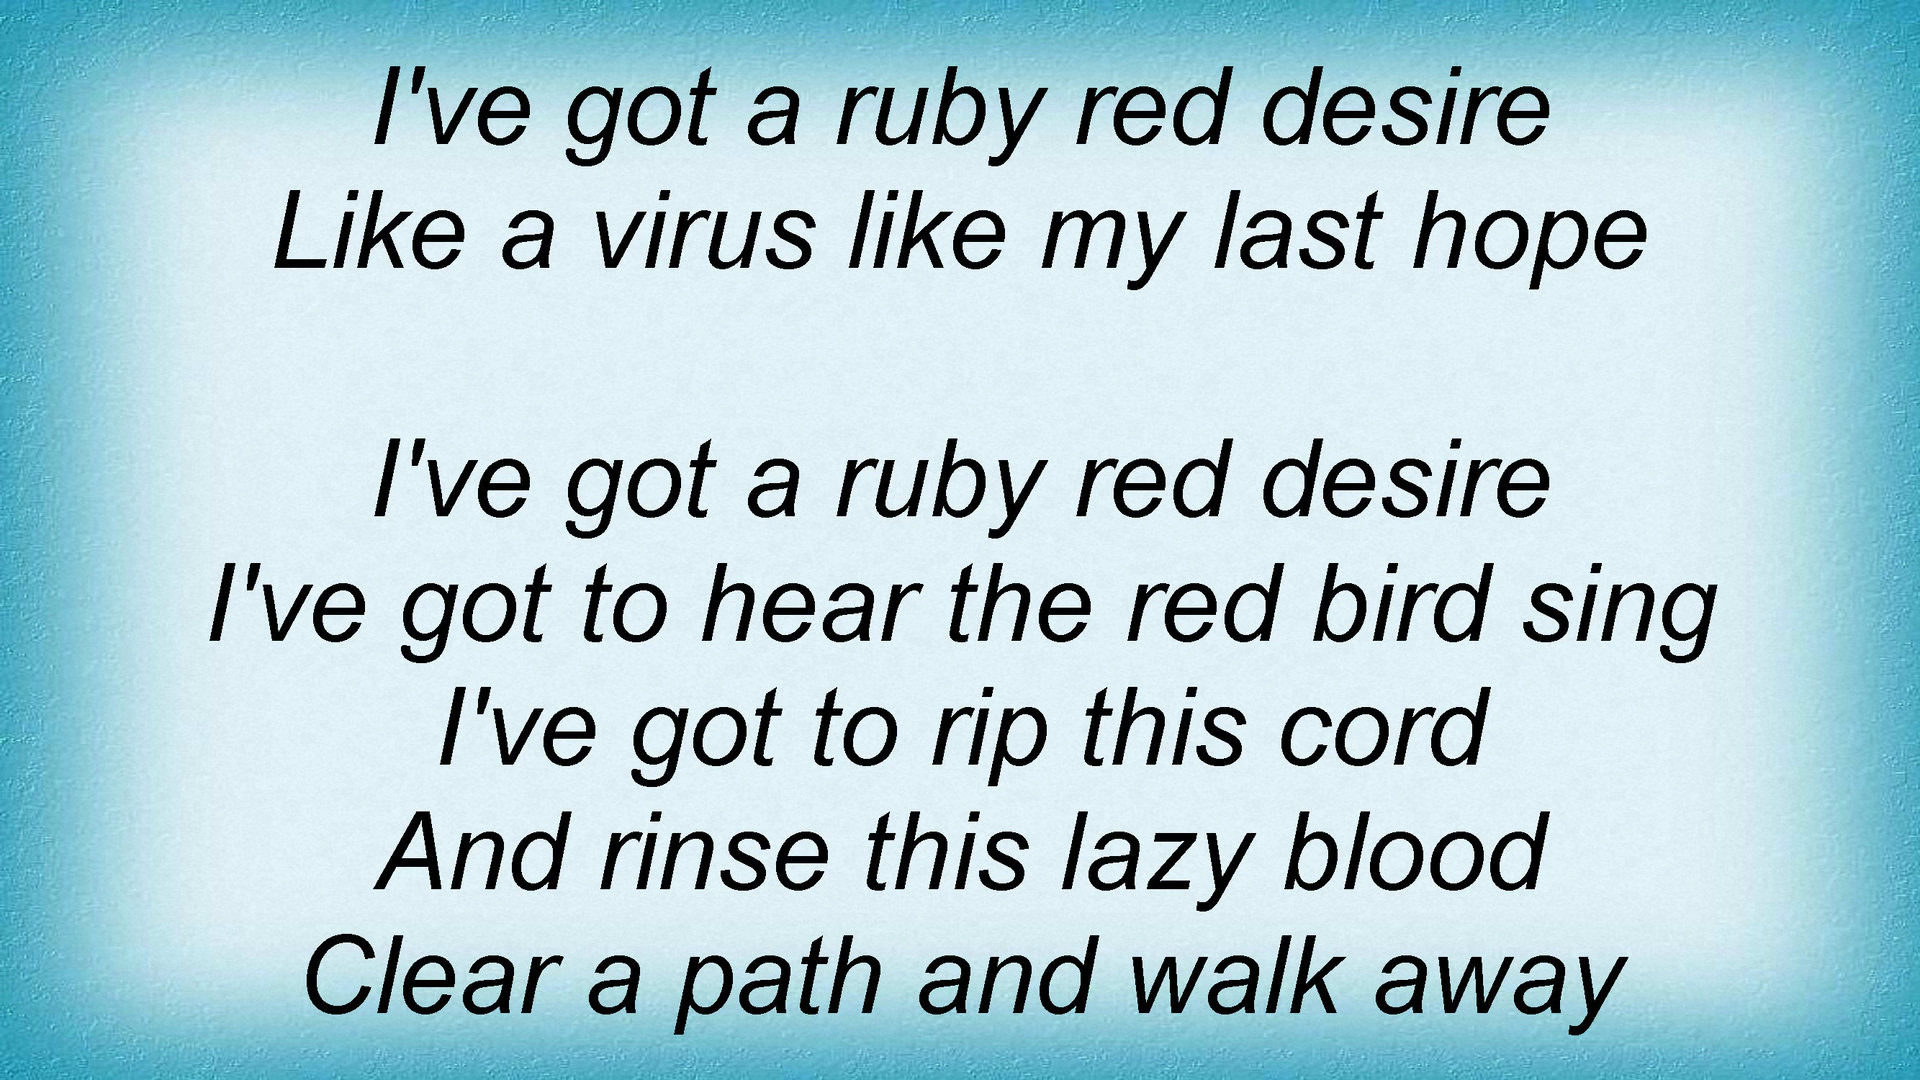 I've got a ruby red desire
Like a virus like my last hope
I've got a ruby red desire
I've got to hear the red bird sing
I've got to rip this cord
And rinse this lazy blood
Clear a path and walk away